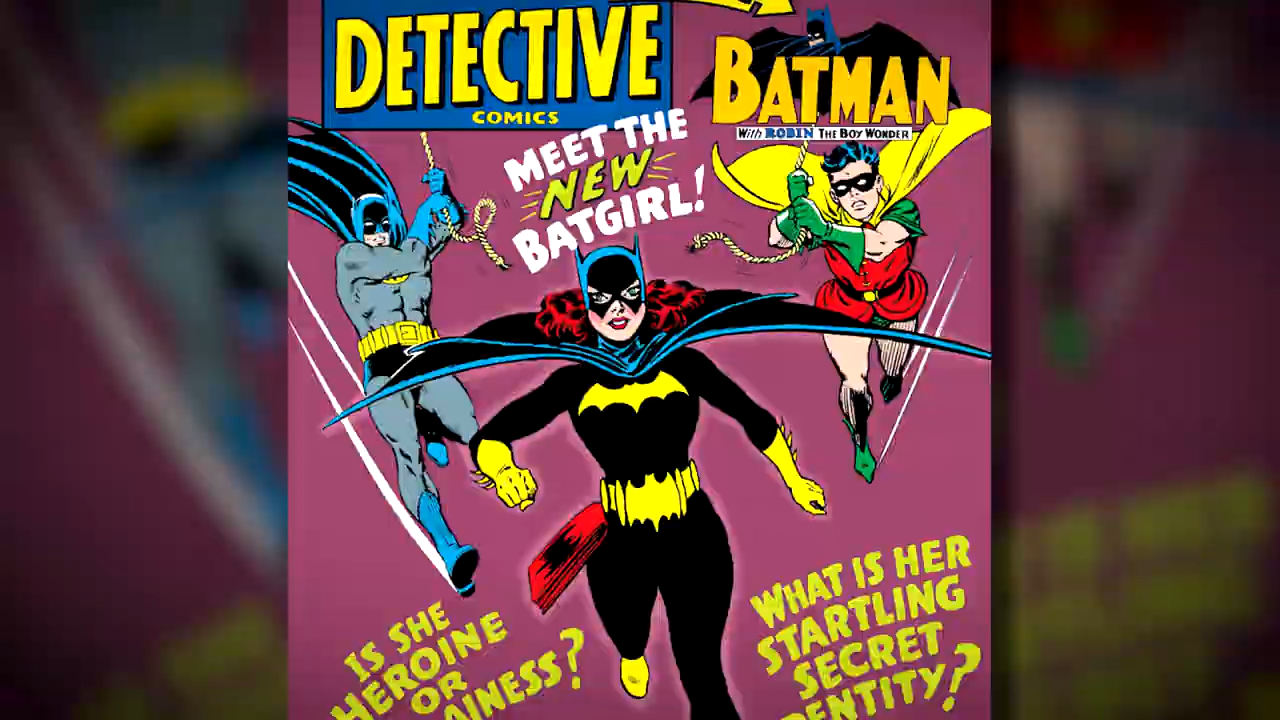 DETECTIVE
COMICS
BATMAN
With ROBIN THE BOY WONDER
MEET THE
NEW
BATGIRL!
IS SHE
HEROINE
OR
WHAT IS HER
STARTLING
SECRET